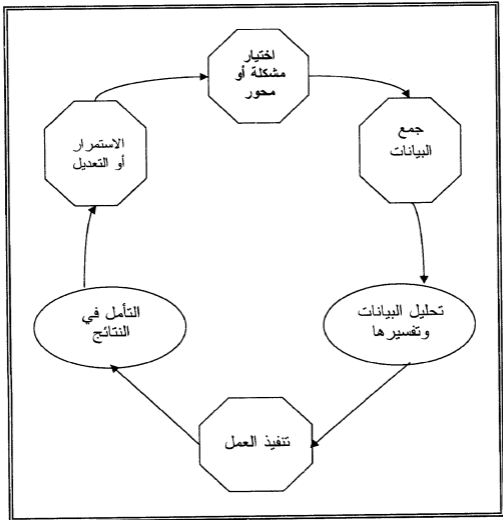 اختيار
مشكلة أو
محور
جمع
البيانات
تحليل البيانات
وتفسيرها
تنفيذ العمل
التأمل في
النتائج
الاستمرار
أو التعديل